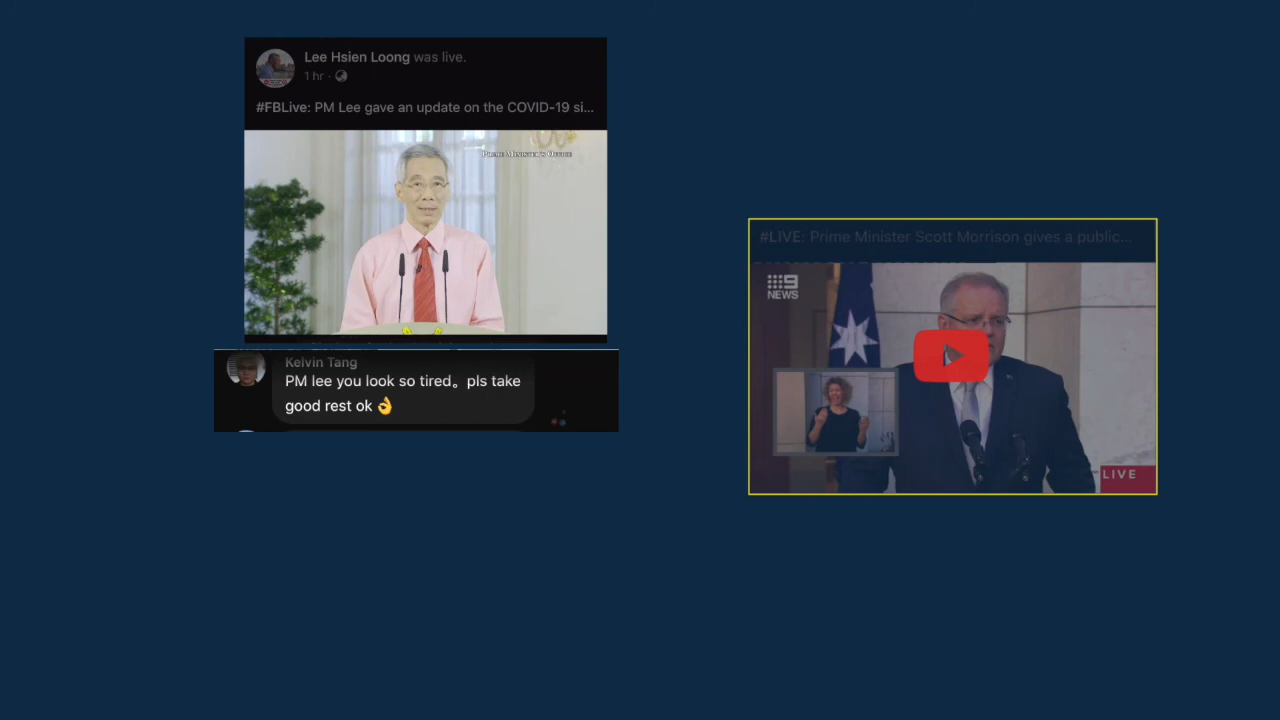 Lee Hsien Loong was live.
1 hr ·
#FBLive: PM Lee gave an update on the COVID-19 si...
PRIME MINISTER'S OFFICE
Kelvin Tang
PM lee you look so tired。pls take
good rest ok 👌
#LIVE: Prime Minister Scott Morrison gives a public...
9
NEWS
LIVE